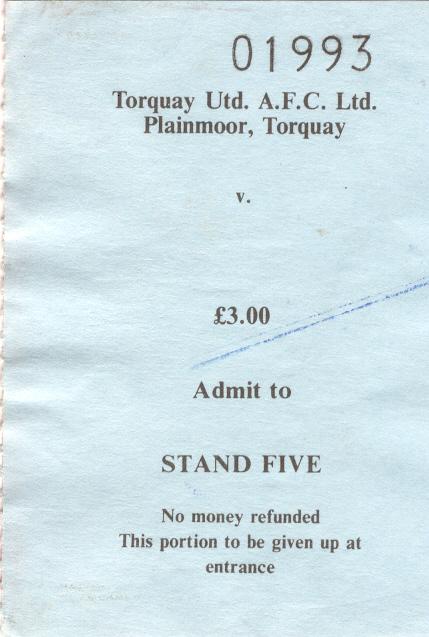 01993
Torquay Utd. A.F.C. Ltd.
Plainmoor, Torquay
v.
£3.00
Admit to
STAND FIVE
No money refunded
This portion to be given up at
entrance